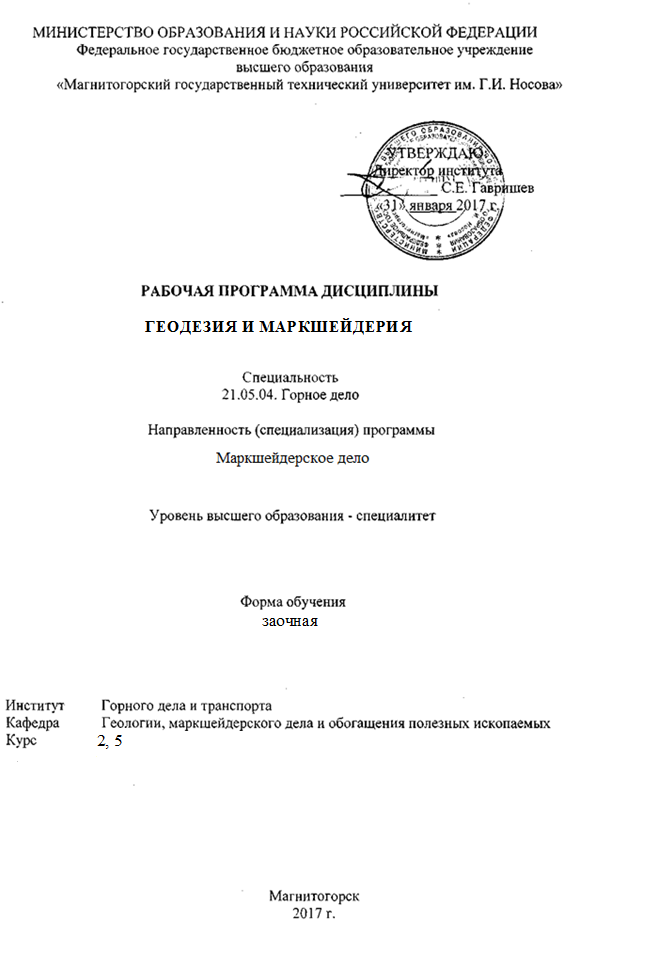 МИНИСТЕРСТВО ОБРАЗОВАНИЯ И НАУКИ РОССИЙСКОЙ ФЕДЕРАЦИИ
Федеральное государственное бюджетное образовательное учреждение
высшего образования
«Магнитогорский государственный технический университет им. Г.И. Носова»
УТВЕРЖДАЮ
Директор института
С.Е. Гавришев
«31» января 2017 г.
РАБОЧАЯ ПРОГРАММА ДИСЦИПЛИНЫ
ГЕОДЕЗИЯ И МАРКШЕЙДЕРИЯ
Специальность
21.05.04. Горное дело
Направленность (специализация) программы
Маркшейдерское дело
Уровень высшего образования - специалитет
Форма обучения
заочная
Институт Горного дела и транспорта
Кафедра Геологии, маркшейдерского дела и обогащения полезных ископаемых
Курс 2, 5
Магнитогорск
2017 г.